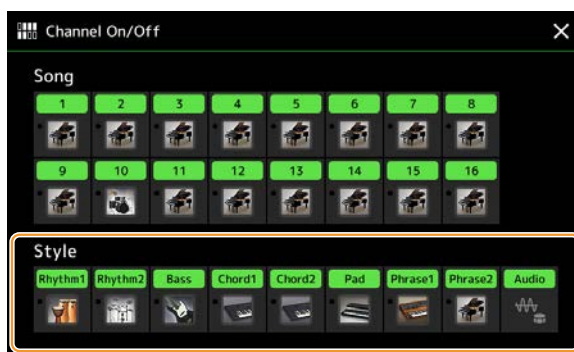 Channel On/Off
Song
1 2 3 4 5 6 7 8
9 10 11 12 13 14 15 16
Style
Rhythm1 Rhythm2 Bass Chord1 Chord2 Pad Phrase1 Phrase2 Audio